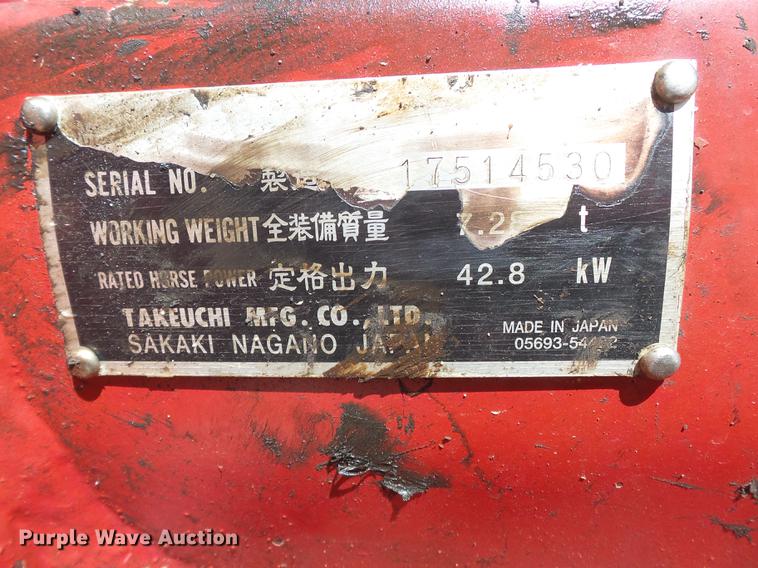 SERIAL NO. 製造 17514530
WORKING WEIGHT 全装備質量 t
RATED HORSE POWER 定格出力 42.8 kW
TAKEUCHI MFG. CO.,LTD.
SAKAKI NAGANO JAPAN
MADE IN JAPAN
Purple Wave Auction